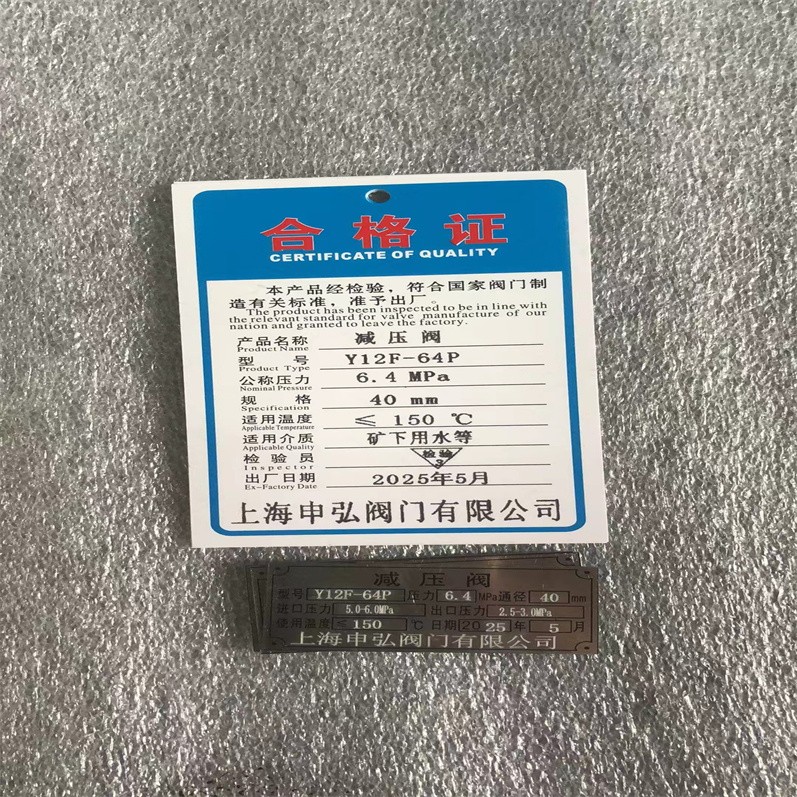 合格证
CERTIFICATE OF QUALITY
本产品经检验，符合国家阀门制
造有关标准，准予出厂。
The product has been inspected to be in line with
the relevant standard for valve manufacture of our
nation and granted to leave the factory.
产品名称 减压阀
Product Name
型号 Y12F-64P
Product Type
公称压力 6.4 MPa
Nominal Pressure
规格 40 mm
Specification
适用温度 ≤ 150 ℃
Applicable Temperature
适用介质 矿下用水等
Applicable Quality
检验员 检验
Inspector 3
出厂日期 2025年5月
Ex-Factory Date
上海申弘阀门有限公司
减压阀
型号 Y12F-64P 压力 6.4 MPa 通径 40 mm
进口压力 5.0-6.0MPa 出口压力 2.5-3.0MPa
使用温度 ≤150 ℃ 日期 2025 年 5 月
上海申弘阀门有限公司